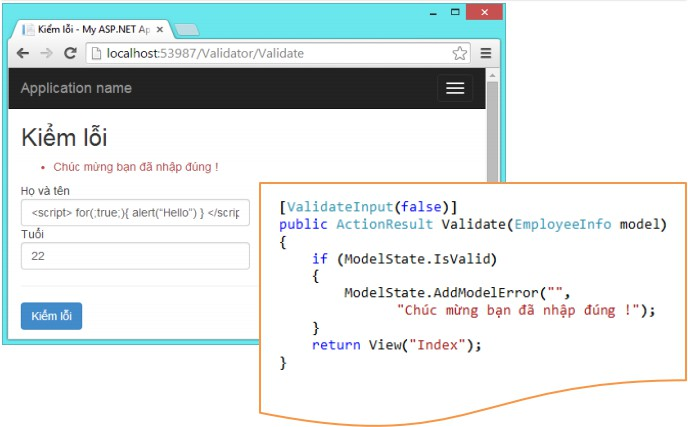 Kiểm lỗi - My ASP.NET Ap
localhost:53987/Validator/Validate
Application name
Kiểm lỗi
Chúc mừng bạn đã nhập đúng !
Họ và tên
<script> for(;true;){ alert("Hello") } </scrip
Tuổi
22
Kiểm lỗi
[ValidateInput(false)]
public ActionResult Validate(EmployeeInfo model)
{
if (ModelState.IsValid)
{
ModelState.AddModelError("",
"Chúc mừng bạn đã nhập đúng !");
}
return View("Index");
}